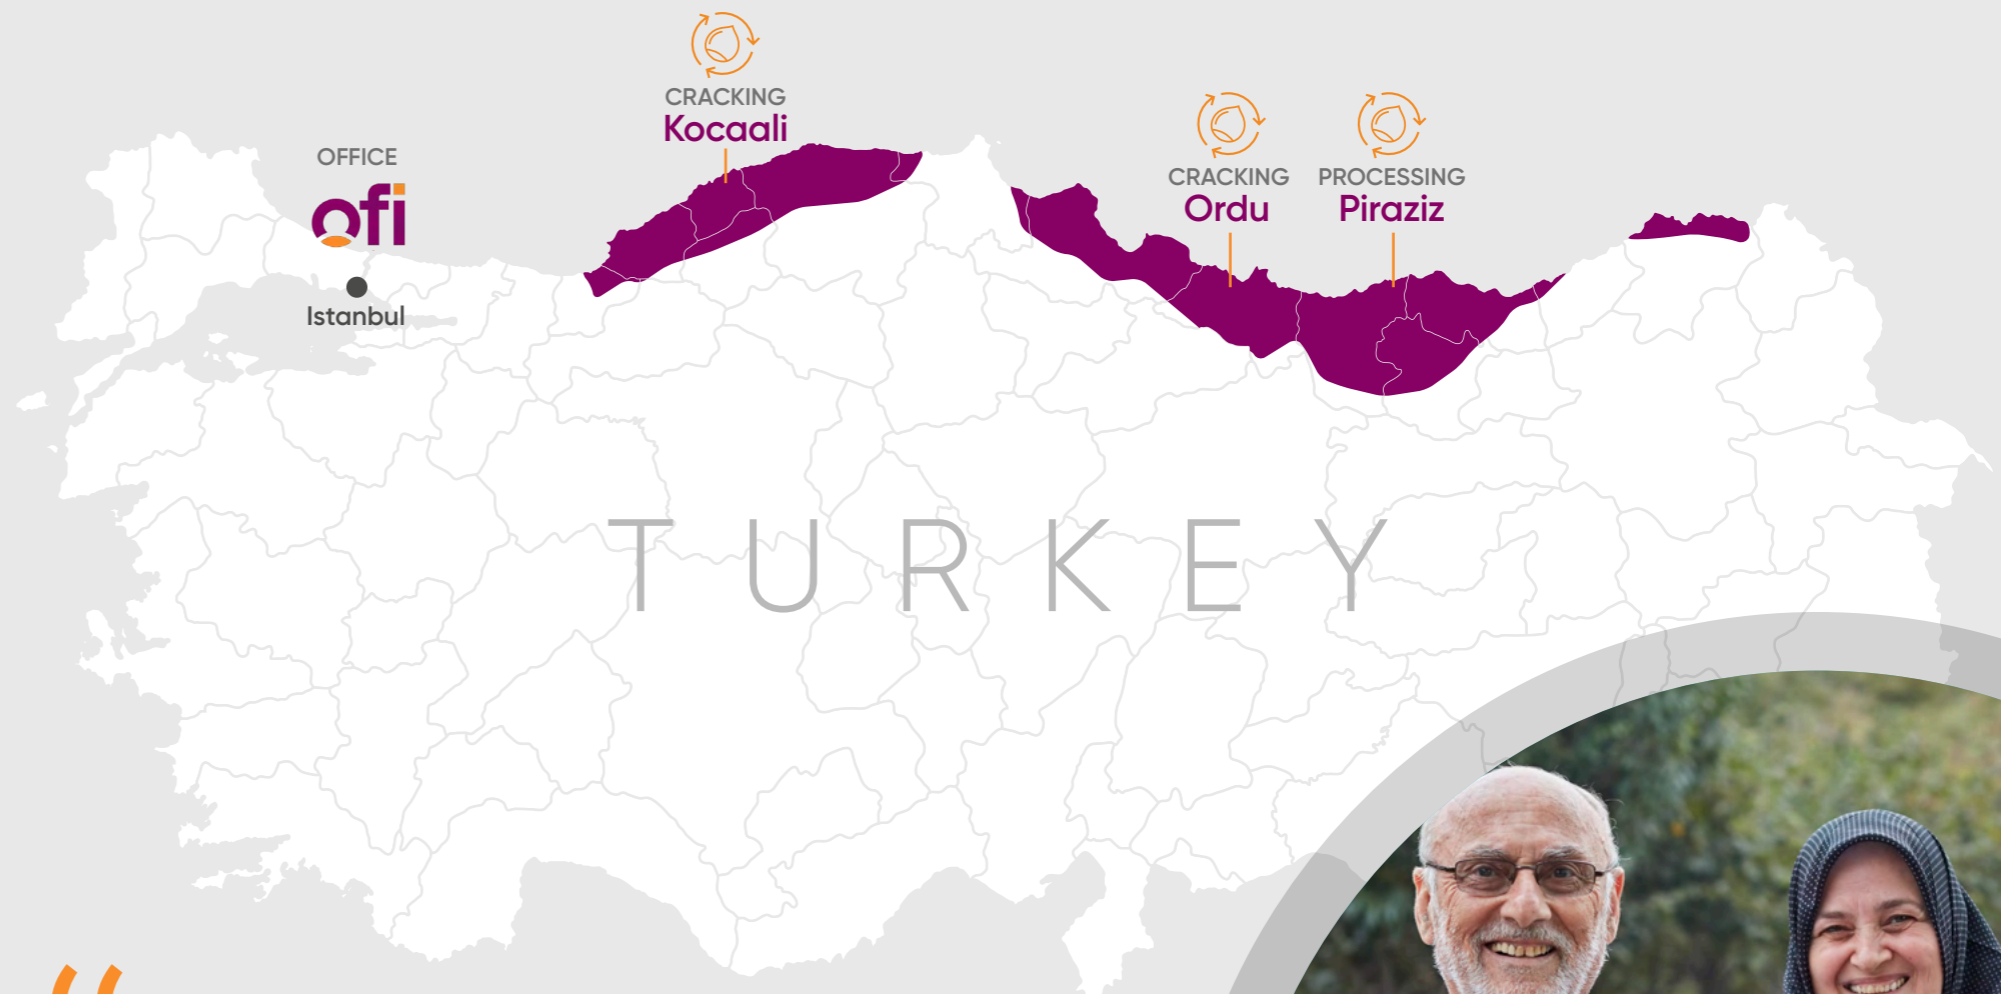 CRACKING
Kocaali
OFFICE
ofi
Istanbul
CRACKING
Ordu
PROCESSING
Piraziz
TURKEY
“